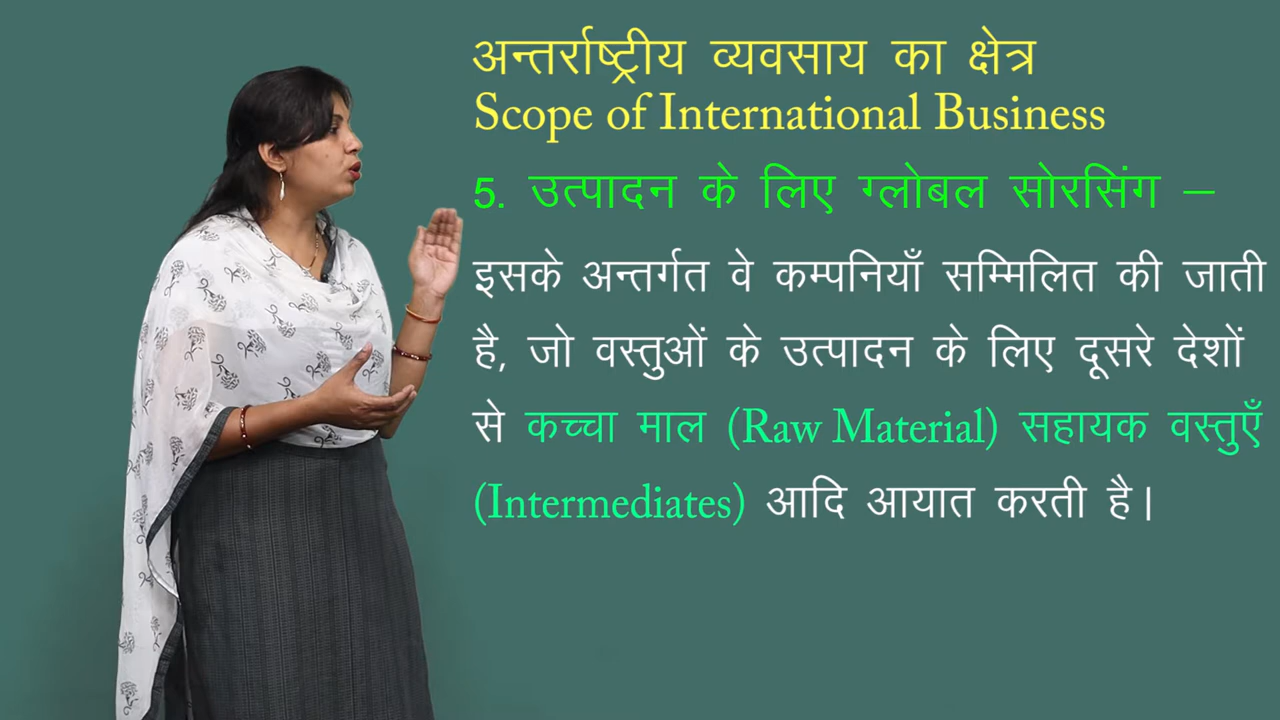 अन्तर्राष्ट्रीय व्यवसाय का क्षेत्र
Scope of International Business
5. उत्पादन के लिए ग्लोबल सोरसिंग –
इसके अन्तर्गत वे कम्पनियाँ सम्मिलित की जाती
है, जो वस्तुओं के उत्पादन के लिए दूसरे देशों
से कच्चा माल (Raw Material) सहायक वस्तुएँ
(Intermediates) आदि आयात करती है।